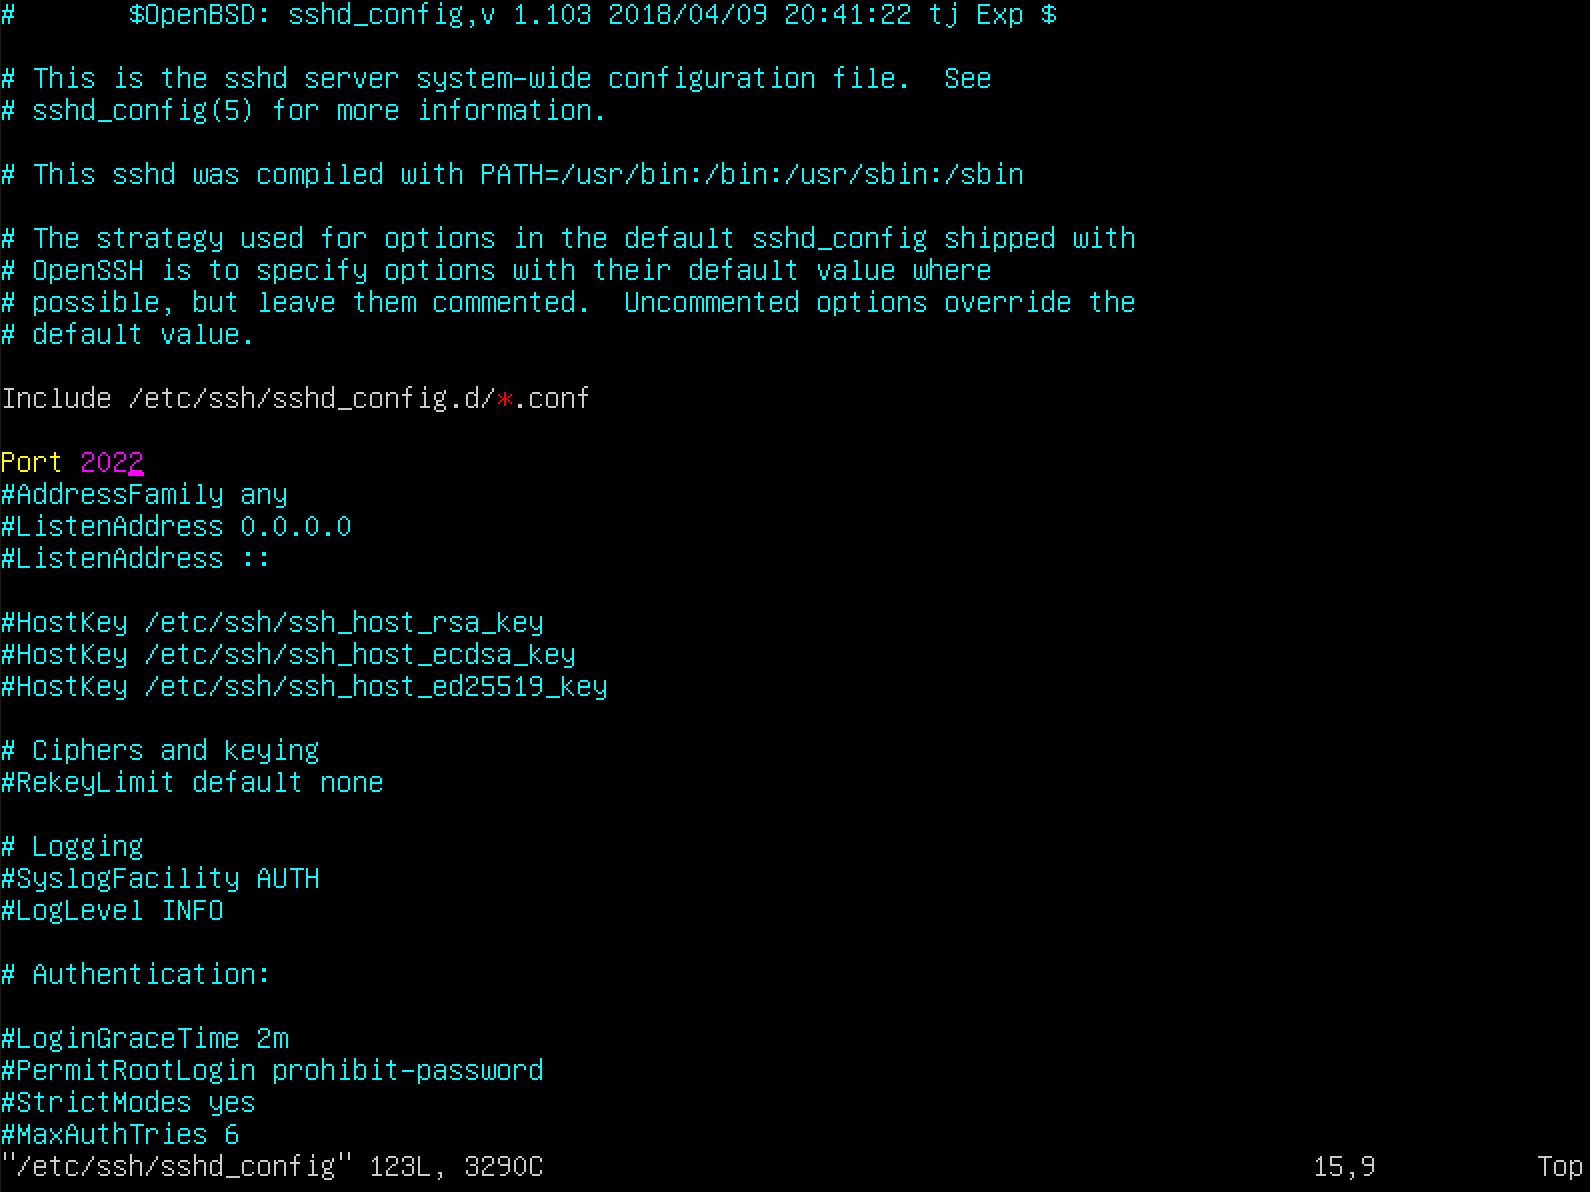 #       $OpenBSD: sshd_config,v 1.103 2018/04/09 20:41:22 tj Exp $
# This is the sshd server system-wide configuration file.  See
# sshd_config(5) for more information.
# This sshd was compiled with PATH=/usr/bin:/bin:/usr/sbin:/sbin
# The strategy used for options in the default sshd_config shipped with
# OpenSSH is to specify options with their default value where
# possible, but leave them commented.  Uncommented options override the
# default value.
Include /etc/ssh/sshd_config.d/*.conf
Port 2022
#AddressFamily any
#ListenAddress 0.0.0.0
#ListenAddress ::
#HostKey /etc/ssh/ssh_host_rsa_key
#HostKey /etc/ssh/ssh_host_ecdsa_key
#HostKey /etc/ssh/ssh_host_ed25519_key
# Ciphers and keying
#RekeyLimit default none
# Logging
#SyslogFacility AUTH
#LogLevel INFO
# Authentication:
#LoginGraceTime 2m
#PermitRootLogin prohibit-password
#StrictModes yes
#MaxAuthTries 6
"/etc/ssh/sshd_config" 123L, 3290C 15,9 Top